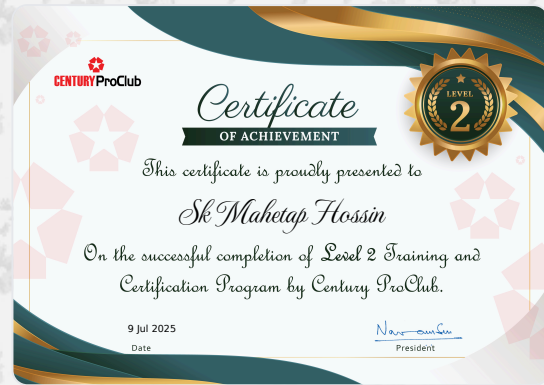 CENTURY ProClub
LEVEL
2
Certificate
OF ACHIEVEMENT
This certificate is proudly presented to
Sk Mahetap Hossin
On the successful completion of Level 2 Training and
Certification Program by Century ProClub.
9 Jul 2025
Date
President